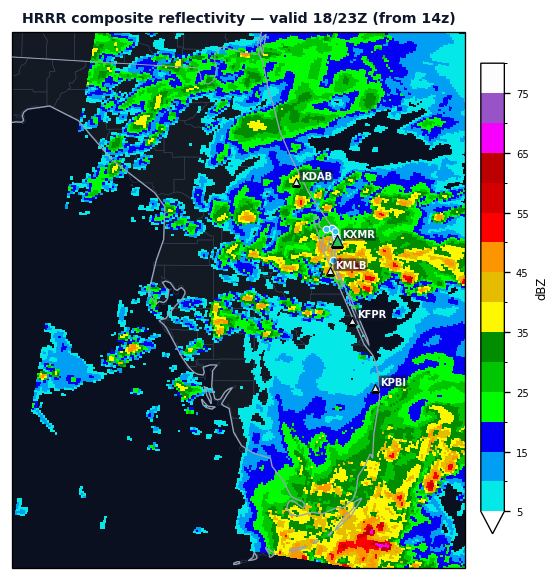 HRRR composite reflectivity — valid 18/23Z (from 14z)
KDAB
KXMR
KMLB
KFPR
KPBI
75
65
55
45
35
25
15
5
dBZ